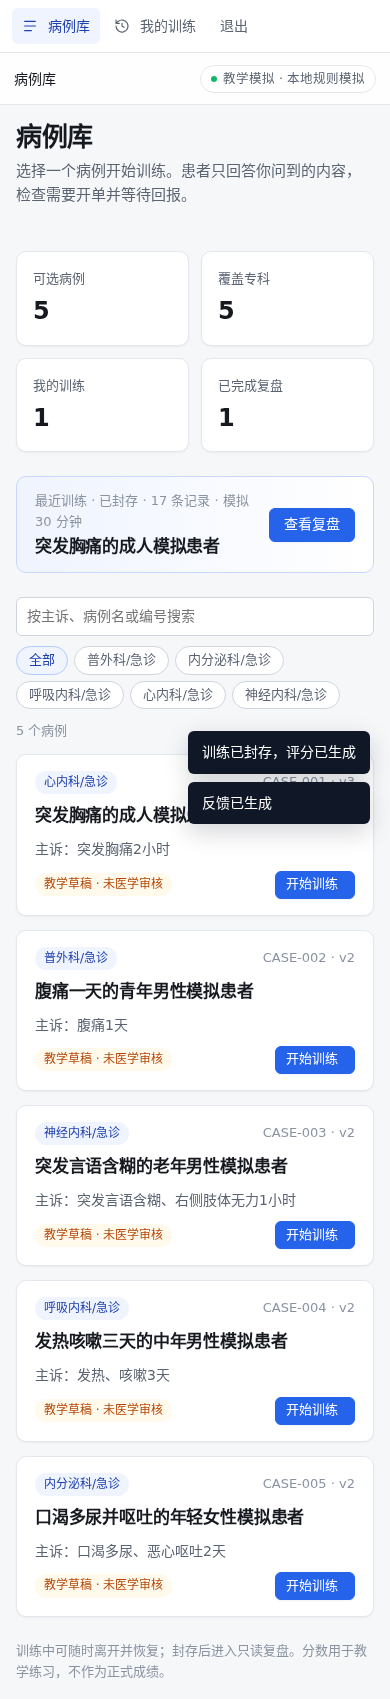 病例库 我的训练 退出
病例库 教学模拟 · 本地规则模拟
病例库
选择一个病例开始训练。患者只回答你问到的内容，
检查需要开单并等待回报。
可选病例 覆盖专科
5 5
我的训练 已完成复盘
1 1
最近训练 · 已封存 · 17 条记录 · 模拟
30 分钟
突发胸痛的成人模拟患者
查看复盘
按主诉、病例名或编号搜索
全部 普外科/急诊 内分泌科/急诊
呼吸内科/急诊 心内科/急诊 神经内科/急诊
5 个病例
训练已封存，评分已生成
心内科/急诊 CASE-001 · v3
反馈已生成
突发胸痛的成人模拟
主诉：突发胸痛2小时
教学草稿 · 未医学审核 开始训练
普外科/急诊 CASE-002 · v2
腹痛一天的青年男性模拟患者
主诉：腹痛1天
教学草稿 · 未医学审核 开始训练
神经内科/急诊 CASE-003 · v2
突发言语含糊的老年男性模拟患者
主诉：突发言语含糊、右侧肢体无力1小时
教学草稿 · 未医学审核 开始训练
呼吸内科/急诊 CASE-004 · v2
发热咳嗽三天的中年男性模拟患者
主诉：发热、咳嗽3天
教学草稿 · 未医学审核 开始训练
内分泌科/急诊 CASE-005 · v2
口渴多尿并呕吐的年轻女性模拟患者
主诉：口渴多尿、恶心呕吐2天
教学草稿 · 未医学审核 开始训练
训练中可随时离开并恢复；封存后进入只读复盘。分数用于教
学练习，不作为正式成绩。